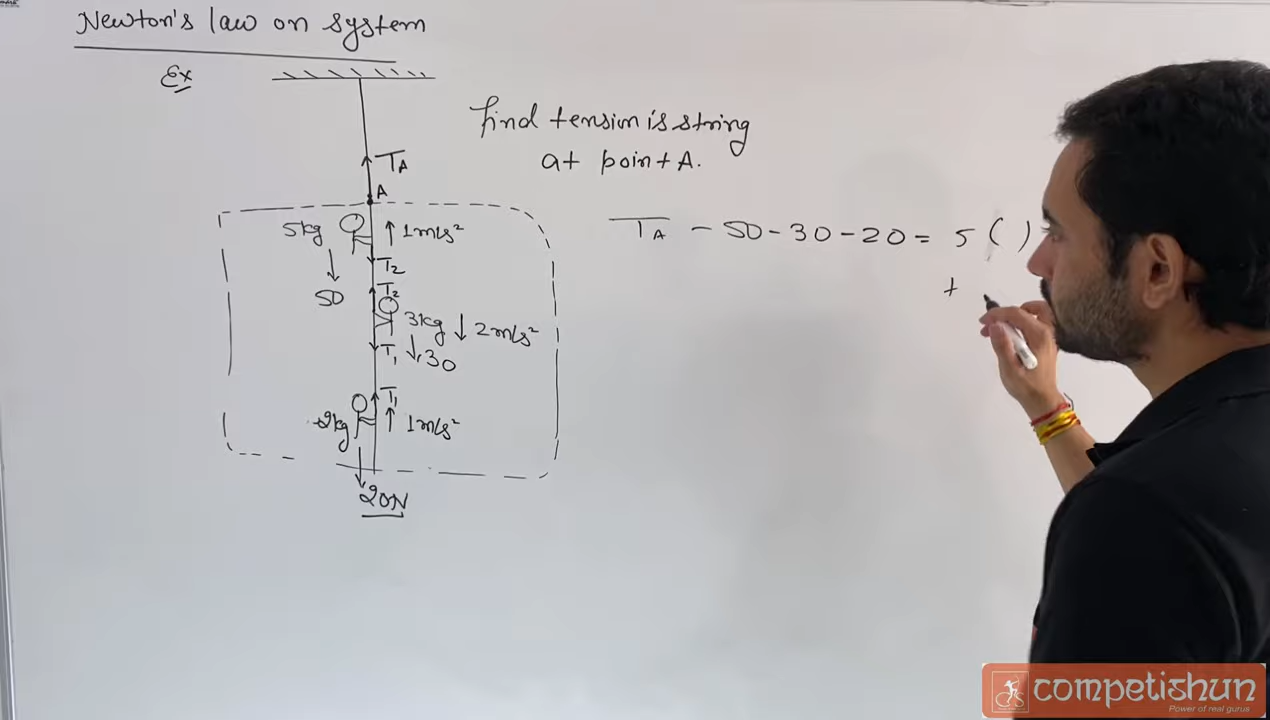 Newton's law on system
Ex
find tension is string
at point A.
TA
A
5kg
↑ 1m/s²
TA - 50 - 30 - 20 = 5 ( )
+
T2
50
T2
3kg ↓ 2m/s²
T1 ↓30
T1
2kg ↑ 1m/s²
20N
competishun
Power of real gurus